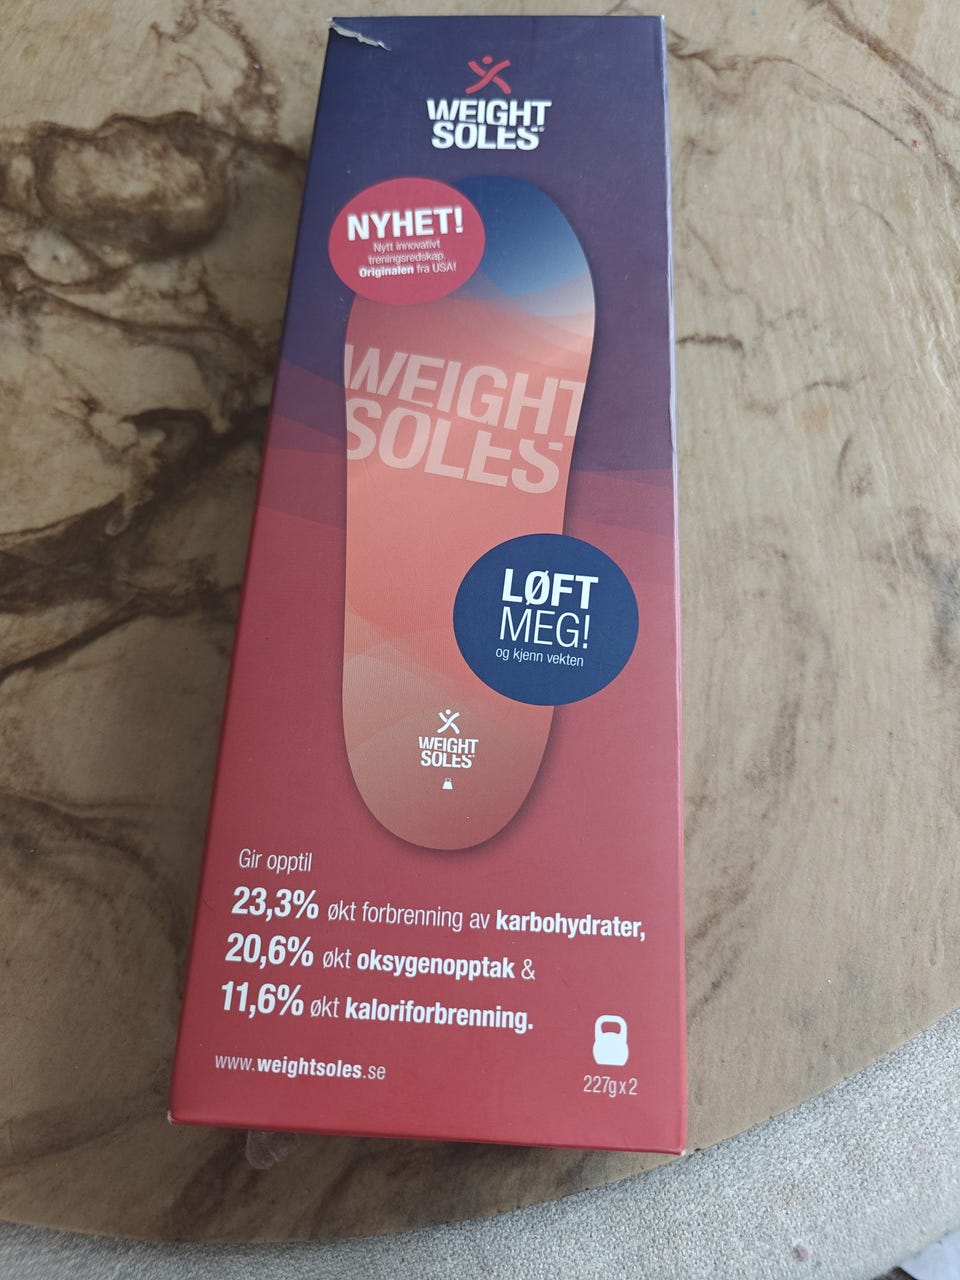 WEIGHT
SOLES®
NYHET!
Nytt innovativt
treningsredskap.
Originalen fra USA!
WEIGHT
SOLES
LØFT
MEG!
og kjenn vekten
WEIGHT
SOLES
Gir opptil
23,3% økt forbrenning av karbohydrater,
20,6% økt oksygenopptak &
11,6% økt kaloriforbrenning.
www.weightsoles.se
227g x 2